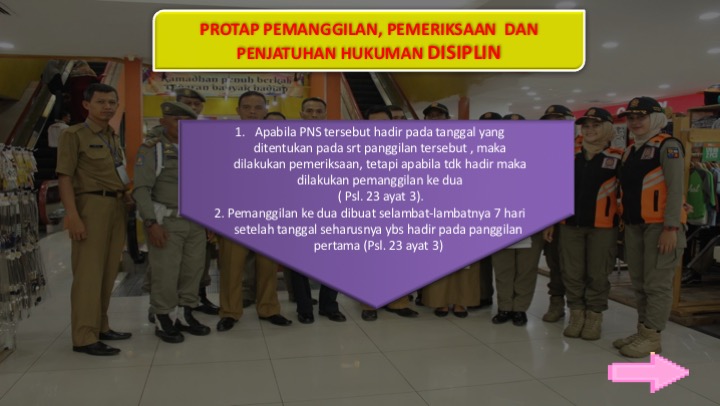 PROTAP PEMANGGILAN, PEMERIKSAAN DAN
PENJATUHAN HUKUMAN DISIPLIN
Ramadhan penuh berkah
1. Apabila PNS tersebut hadir pada tanggal yang
ditentukan pada srt panggilan tersebut , maka
dilakukan pemeriksaan, tetapi apabila tdk hadir maka
dilakukan pemanggilan ke dua
( Psl. 23 ayat 3).
2. Pemanggilan ke dua dibuat selambat-lambatnya 7 hari
setelah tanggal seharusnya ybs hadir pada panggilan
pertama (Psl. 23 ayat 3)